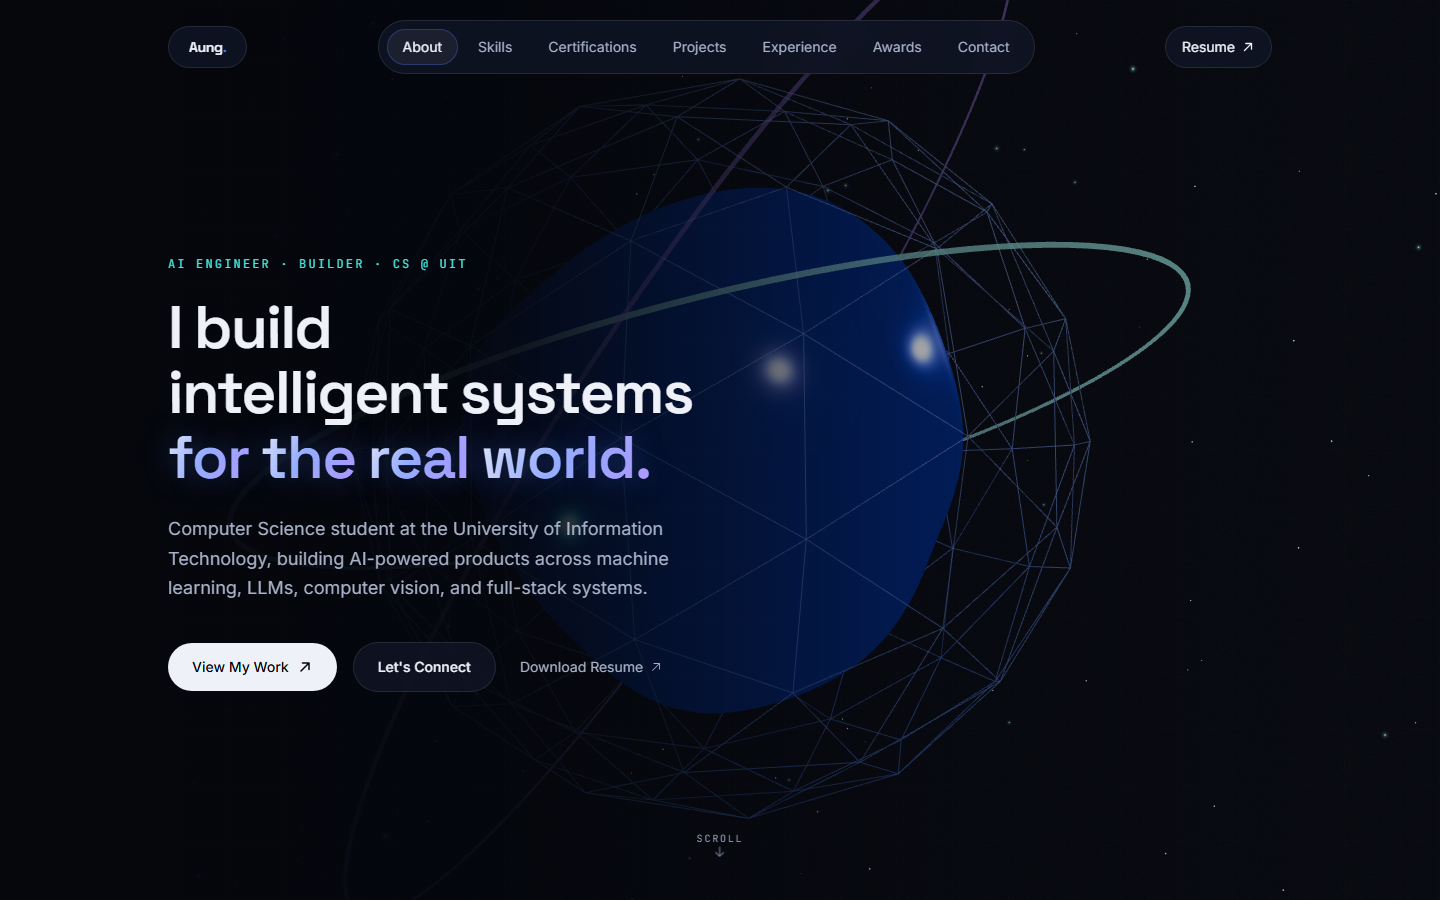 Aung.
About Skills Certifications Projects Experience Awards Contact
Resume
AI ENGINEER · BUILDER · CS @ UIT
I build
intelligent systems
for the real world.
Computer Science student at the University of Information
Technology, building AI-powered products across machine
learning, LLMs, computer vision, and full-stack systems.
View My Work
Let's Connect
Download Resume
SCROLL